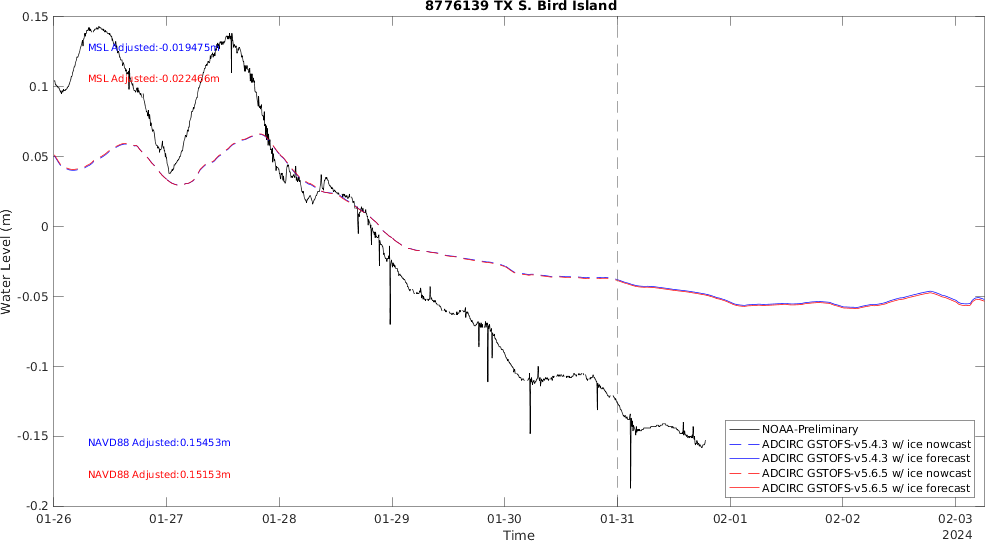 8776139 TX S. Bird Island
0.15
MSL Adjusted:-0.019475m
0.1
MSL Adjusted:-0.022466m
0.05
0
Water Level (m)
-0.05
-0.1
-0.15
NAVD88 Adjusted:0.15453m
NAVD88 Adjusted:0.15153m
-0.2
NOAA-Preliminary
ADCIRC GSTOFS-v5.4.3 w/ ice nowcast
ADCIRC GSTOFS-v5.4.3 w/ ice forecast
ADCIRC GSTOFS-v5.6.5 w/ ice nowcast
ADCIRC GSTOFS-v5.6.5 w/ ice forecast
01-26 01-27 01-28 01-29 01-30 01-31 02-01 02-02 02-03
Time 2024